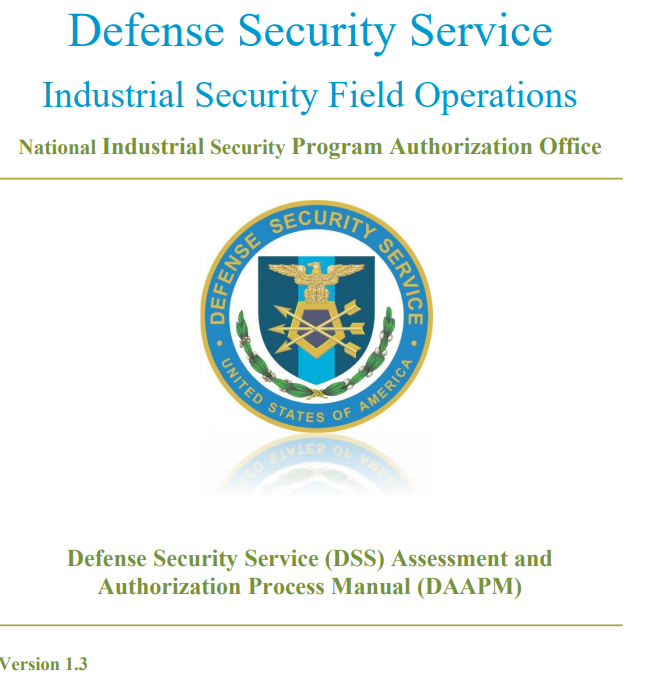 Defense Security Service
Industrial Security Field Operations
National Industrial Security Program Authorization Office
DEFENSE SECURITY SERVICE
UNITED STATES OF AMERICA
Defense Security Service (DSS) Assessment and
Authorization Process Manual (DAAPM)
Version 1.3